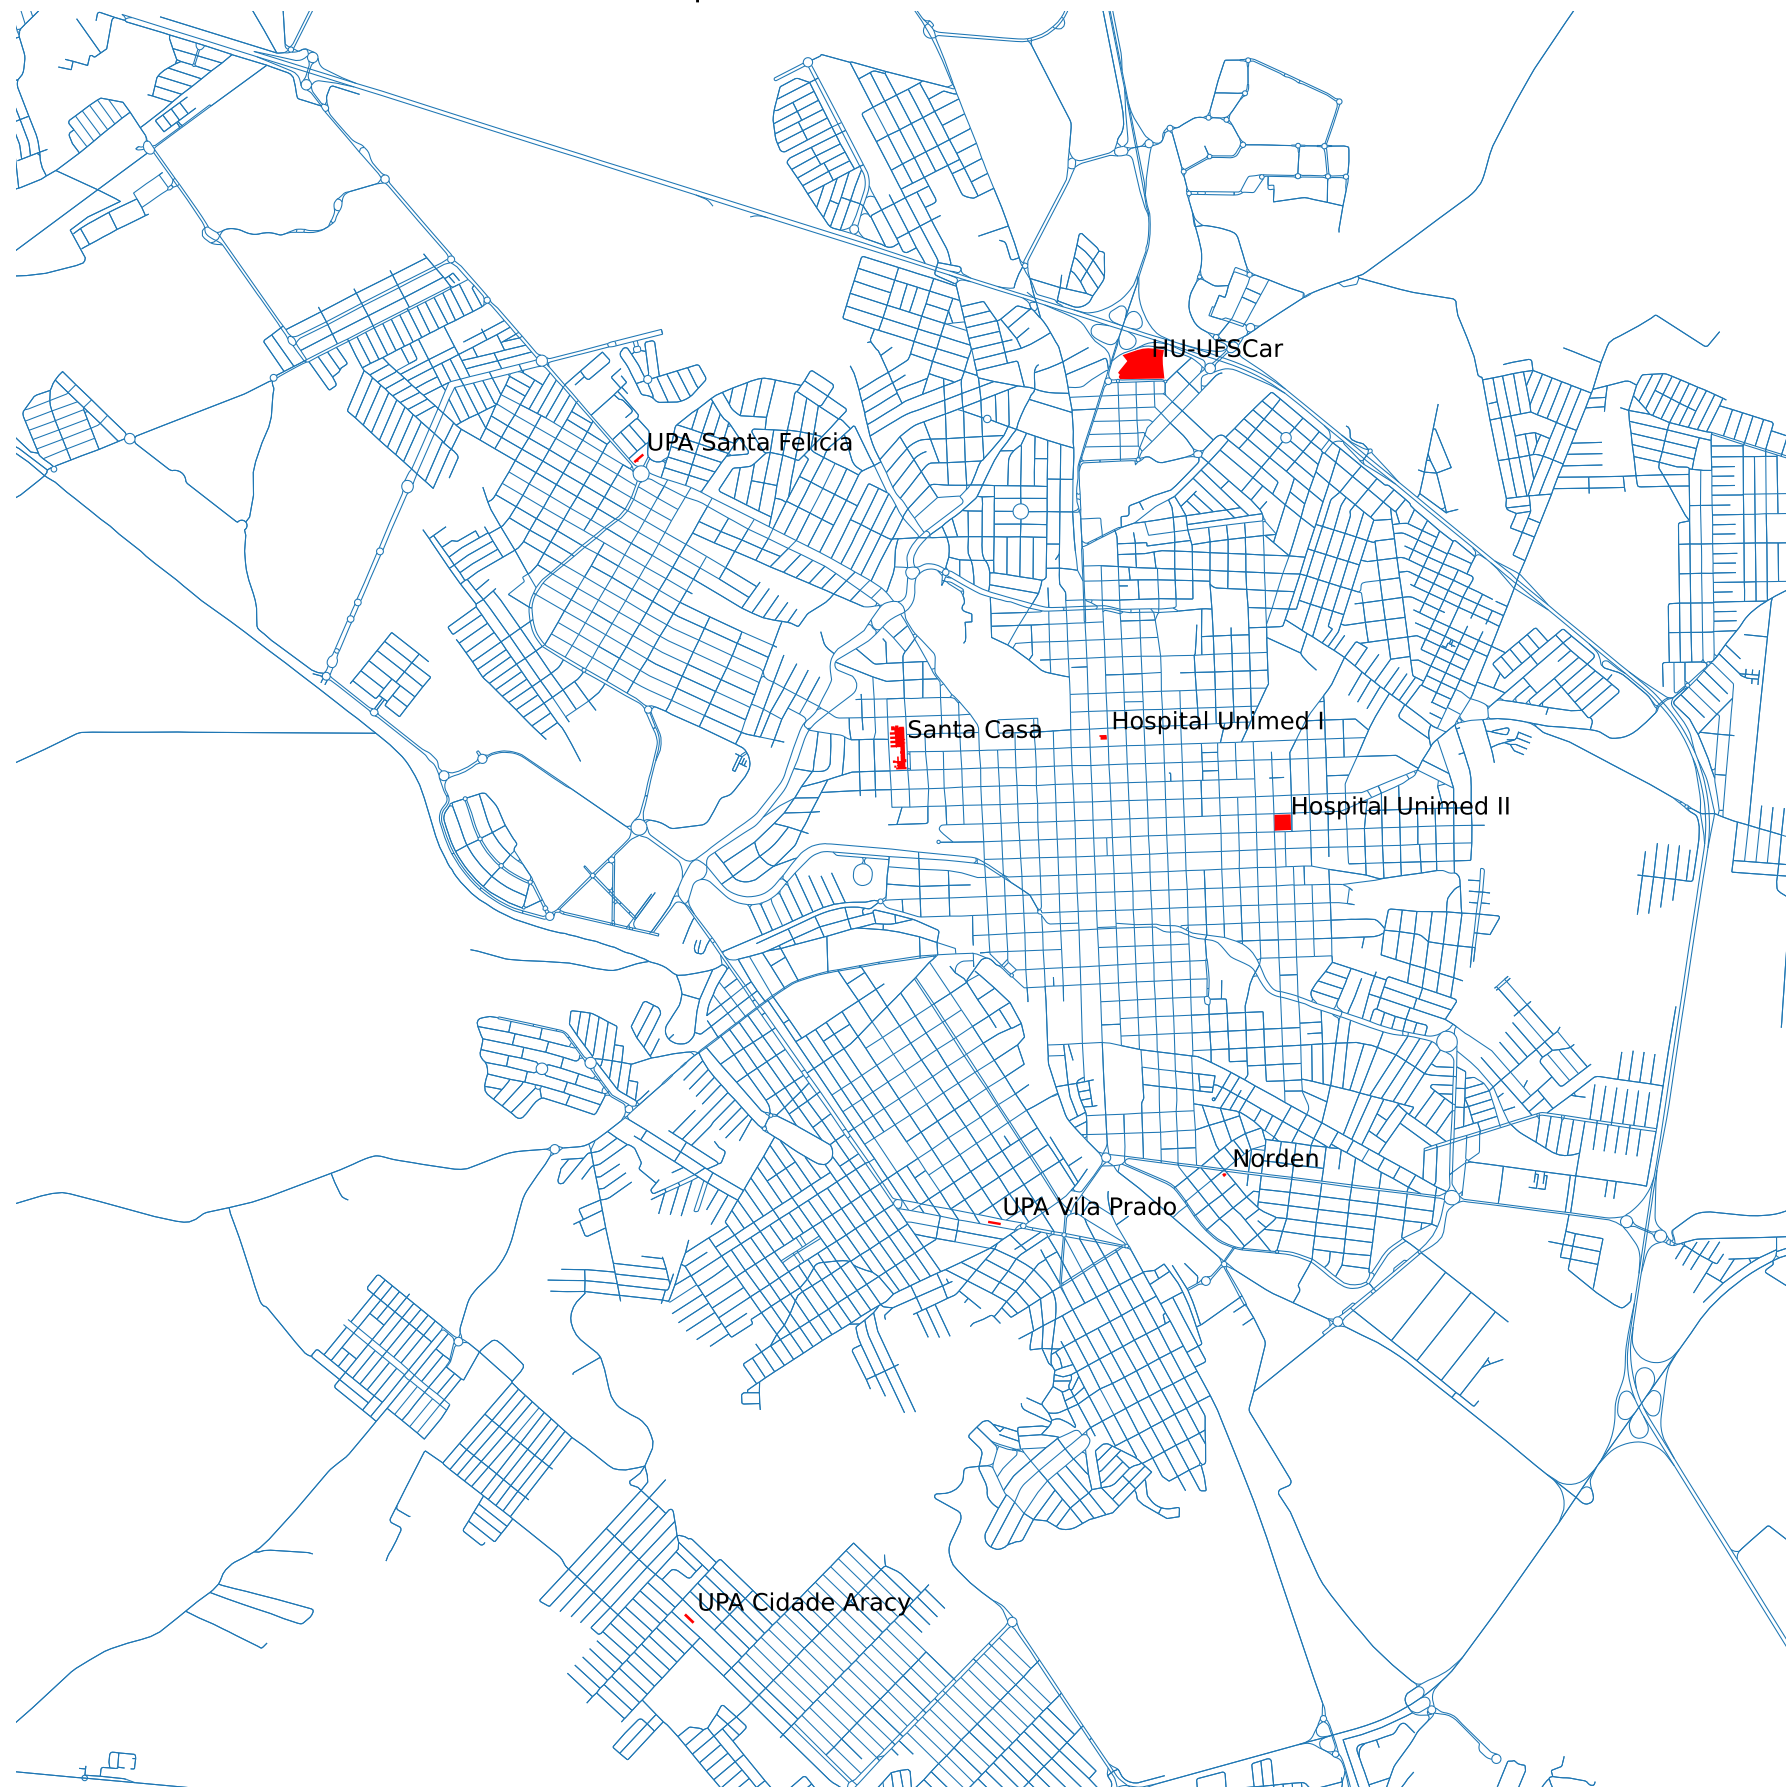 HU-UFSCar
UPA Santa Felicia
Hospital Unimed I
Santa Casa
Hospital Unimed II
Norden
UPA Vila Prado
UPA Cidade Aracy